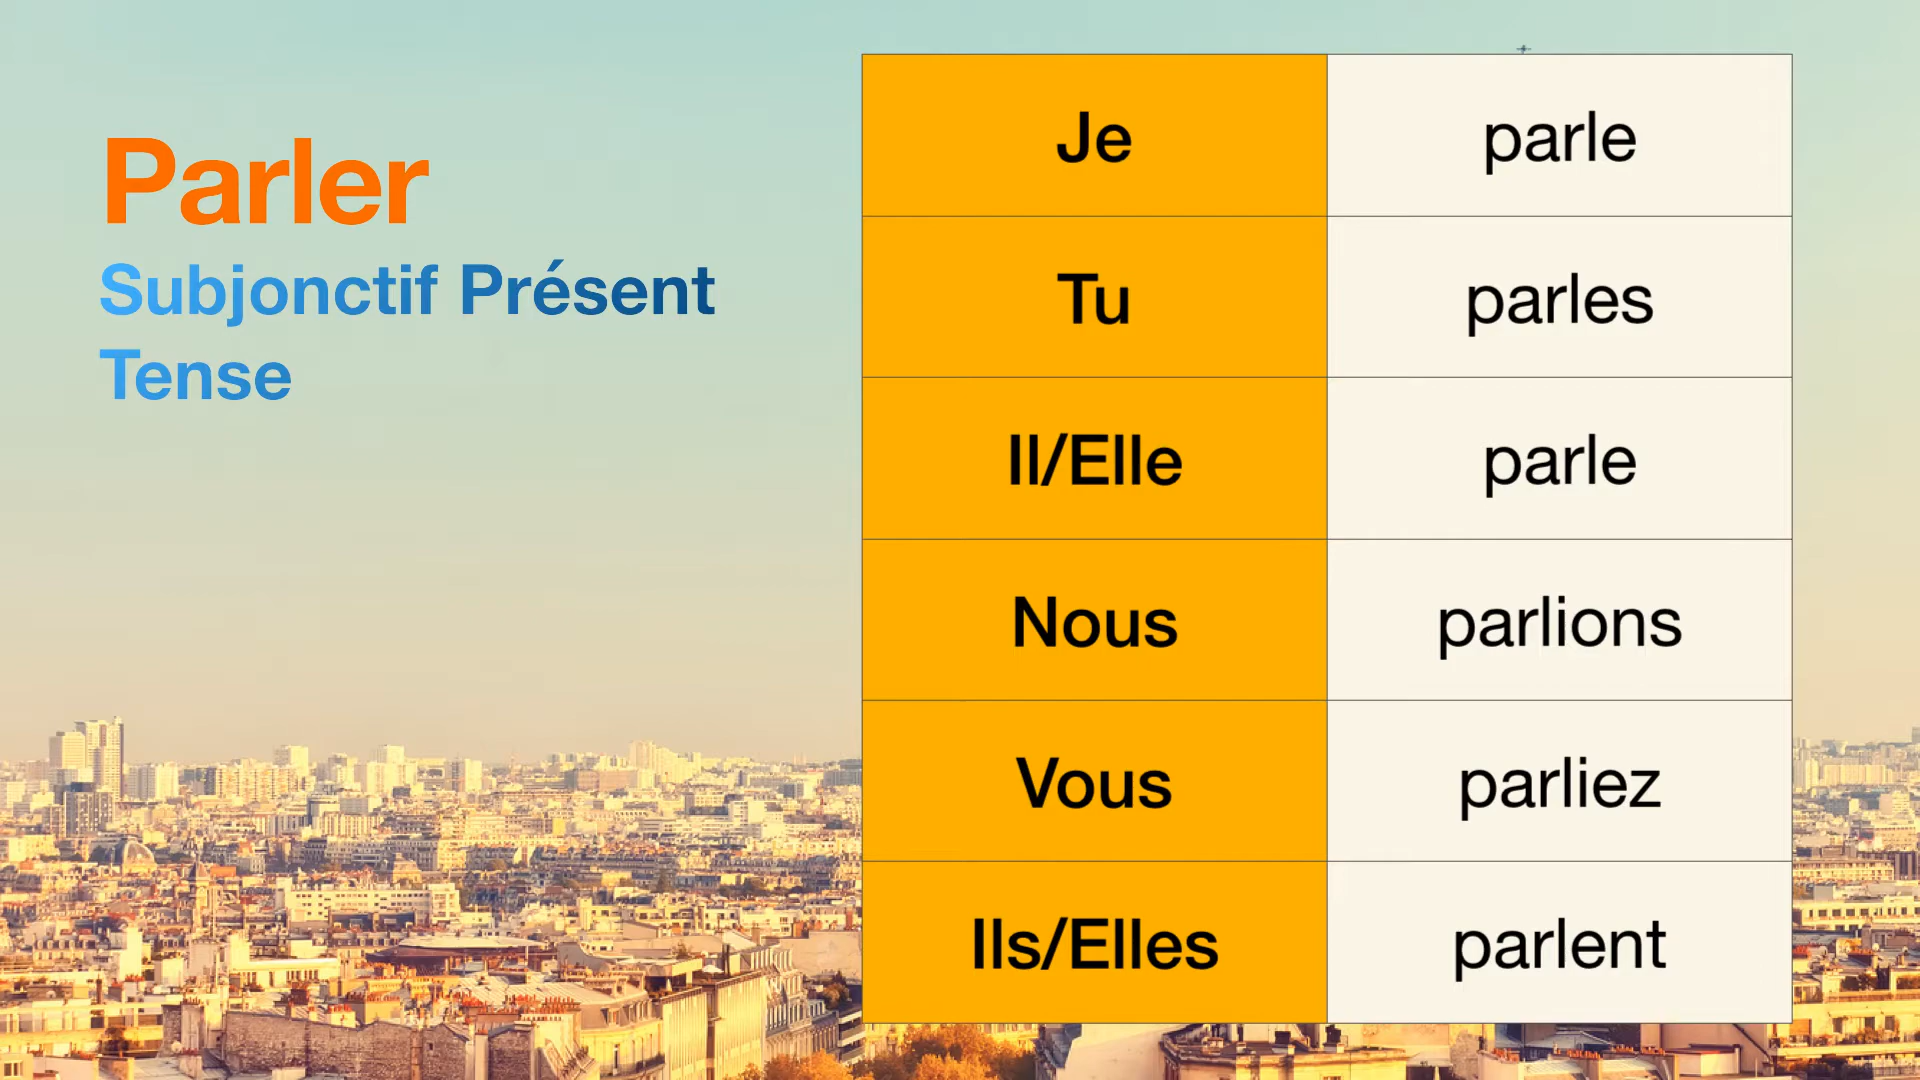 Parler
Subjonctif Présent
Tense
Je parle
Tu parles
Il/Elle parle
Nous parlions
Vous parliez
Ils/Elles parlent